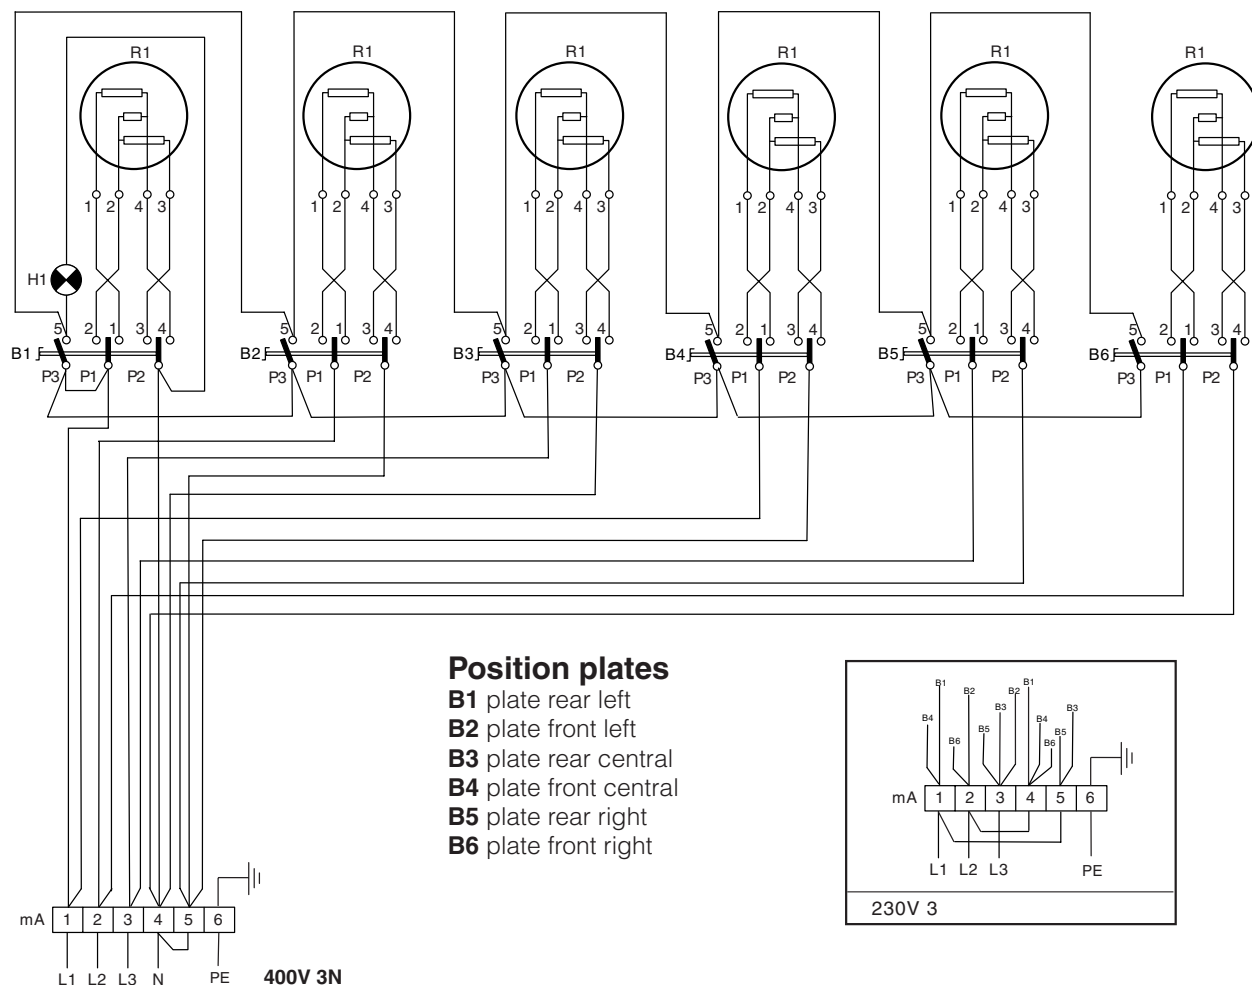 R1 R1 R1 R1 R1 R1
1 2 4 3 1 2 4 3 1 2 4 3 1 2 4 3 1 2 4 3 1 2 4 3
H1
5 2 1 3 4 5 2 1 3 4 5 2 1 3 4 5 2 1 3 4 5 2 1 3 4 5 2 1 3 4
B1 B2 B3 B4 B5 B6
P3 P1 P2 P3 P1 P2 P3 P1 P2 P3 P1 P2 P3 P1 P2 P3 P1 P2
Position plates
B1 plate rear left
B2 plate front left
B3 plate rear central
B4 plate front central
B5 plate rear right
B6 plate front right
B1 B1
B2 B2
B3 B3
B4 B4
B5 B5
B6 B6
mA 1 2 3 4 5 6
L1 L2 L3 PE
230V 3
mA 1 2 3 4 5 6
L1 L2 L3 N PE 400V 3N